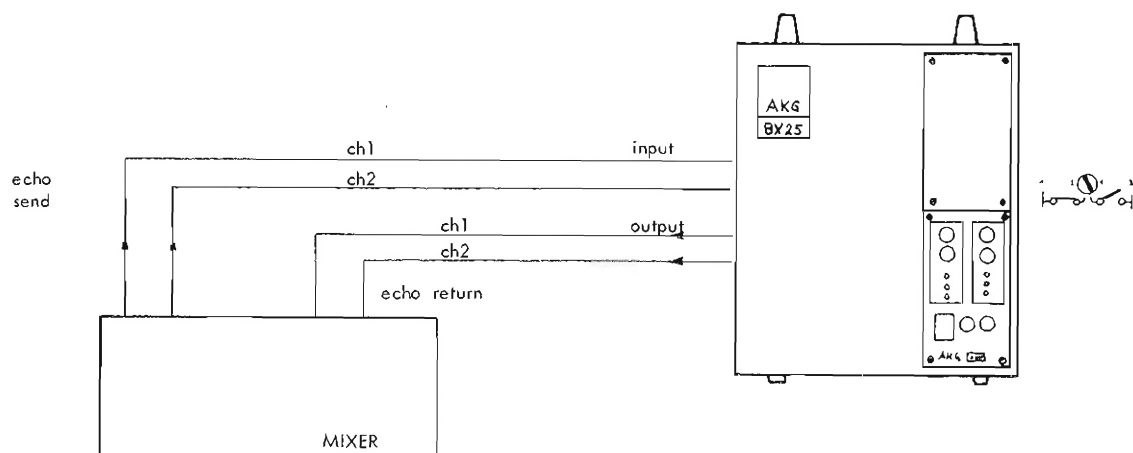 AKG
BX25
ch1
input
ch2
echo
send
ch1
output
ch2
echo return
MIXER
AKG